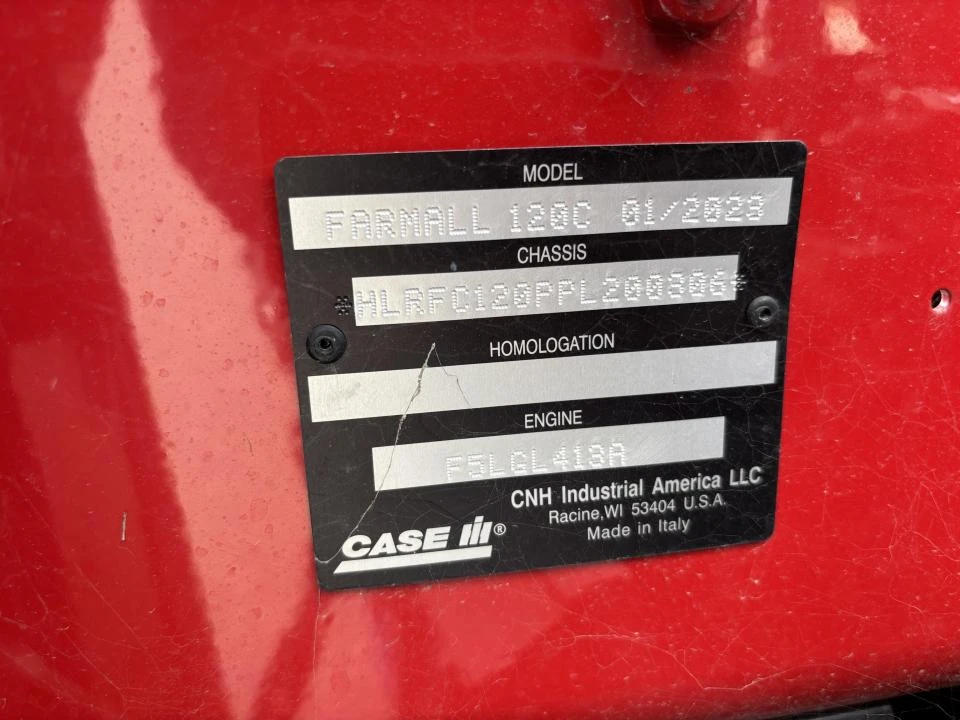 MODEL
FARMALL 120C 01/2023
CHASSIS
*HLRFC120PPL200806*
HOMOLOGATION
ENGINE
F5LGL413A
CNH Industrial America LLC
Racine,WI 53404 U.S.A.
Made in Italy
CASE IH®